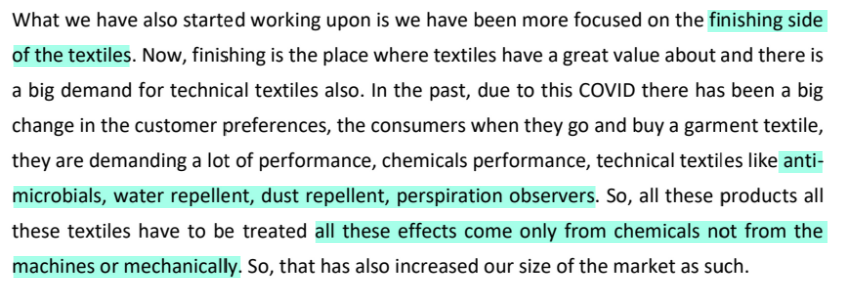 What we have also started working upon is we have been more focused on the finishing side
of the textiles. Now, finishing is the place where textiles have a great value about and there is
a big demand for technical textiles also. In the past, due to this COVID there has been a big
change in the customer preferences, the consumers when they go and buy a garment textile,
they are demanding a lot of performance, chemicals performance, technical textiles like anti-
microbials, water repellent, dust repellent, perspiration observers. So, all these products all
these textiles have to be treated all these effects come only from chemicals not from the
machines or mechanically. So, that has also increased our size of the market as such.